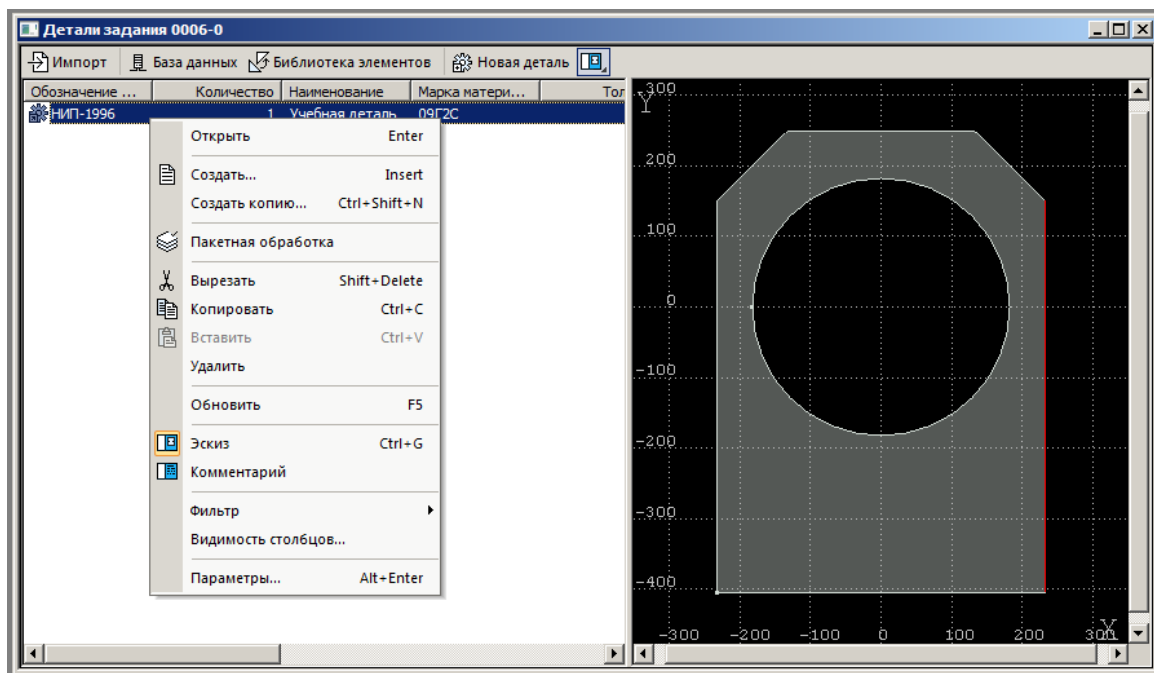 Детали задания 0006-0
Импорт База данных Библиотека элементов Новая деталь
Обозначение ... Количество Наименование Марка матери... Тол
НИП-1996 1 Учебная деталь 09Г2С
Открыть Enter
Создать... Insert
Создать копию... Ctrl+Shift+N
Пакетная обработка
Вырезать Shift+Delete
Копировать Ctrl+C
Вставить Ctrl+V
Удалить
Обновить F5
Эскиз Ctrl+G
Комментарий
Фильтр
Видимость столбцов...
Параметры... Alt+Enter
300
Y
200
100
0
-100
-200
-300
-400
X
-300 -200 -100 0 100 200 300